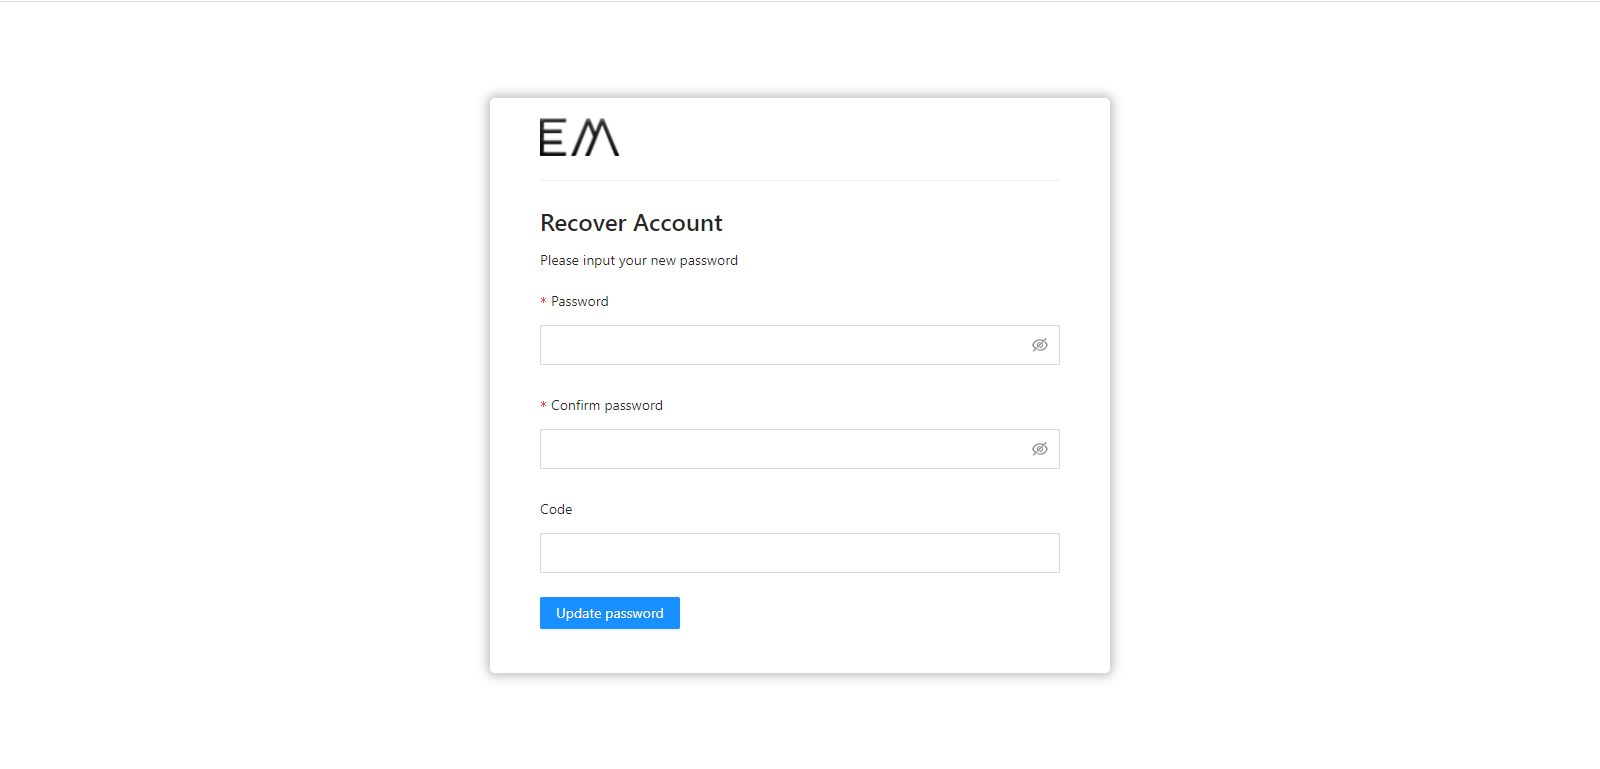 EM
Recover Account
Please input your new password
* Password
* Confirm password
Code
Update password